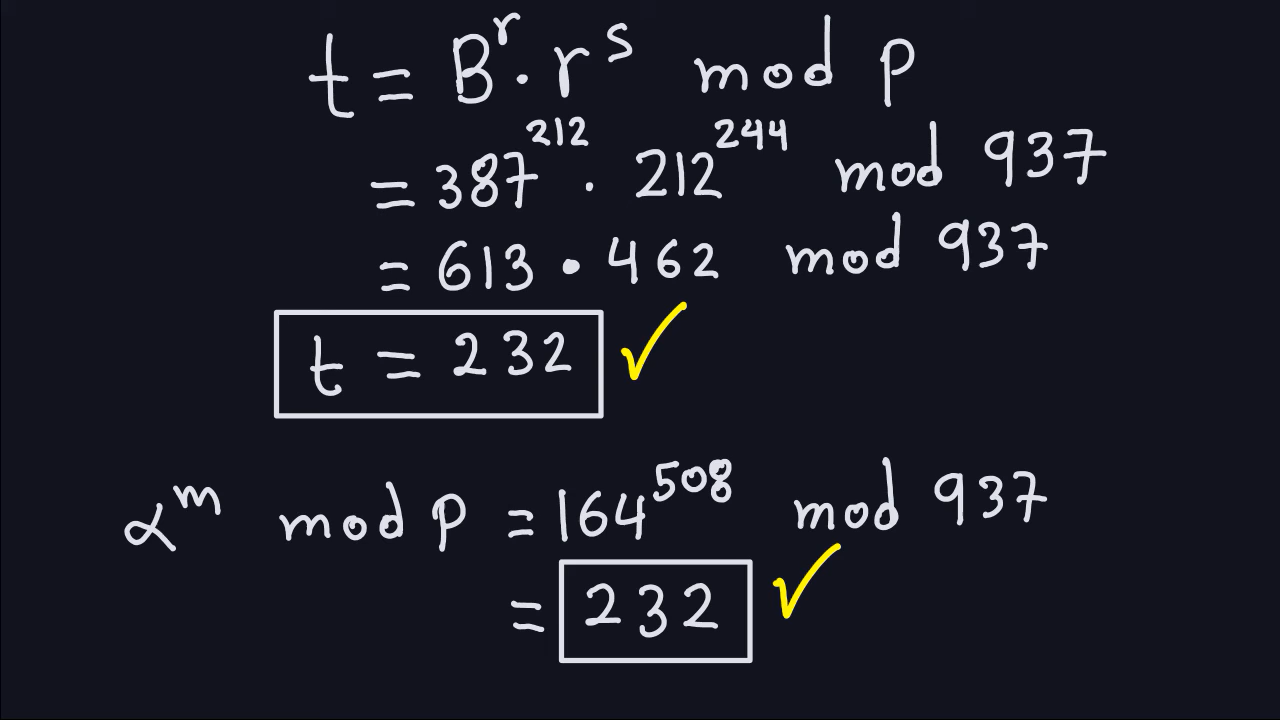 t = B^r · r^s mod p
= 387^212 · 212^244 mod 937
= 613 · 462 mod 937
t = 232 ✓
α^m mod p = 164^508 mod 937
= 232 ✓